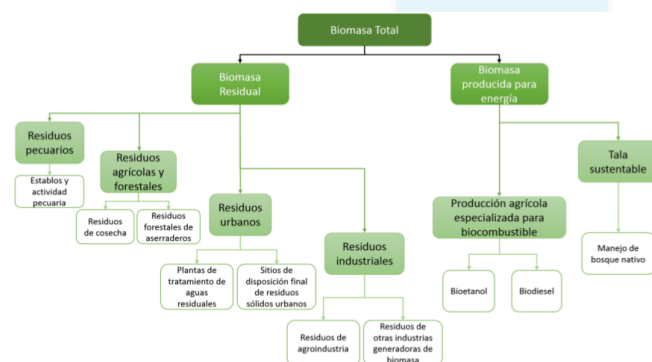 Biomasa Total
Biomasa
Residual
Biomasa
producida para
energía
Residuos
pecuarios
Establos y
actividad
pecuaria
Residuos
agrícolas y
forestales
Residuos
de cosecha
Residuos
forestales de
aserraderos
Residuos
urbanos
Plantas de
tratamiento de
aguas
residuales
Sitios de
disposición final
de residuos
sólidos urbanos
Residuos
industriales
Residuos de
agroindustria
Residuos de
otras industrias
generadoras de
biomasa
Producción agrícola
especializada para
biocombustible
Bioetanol
Biodiesel
Tala
sustentable
Manejo de
bosque nativo